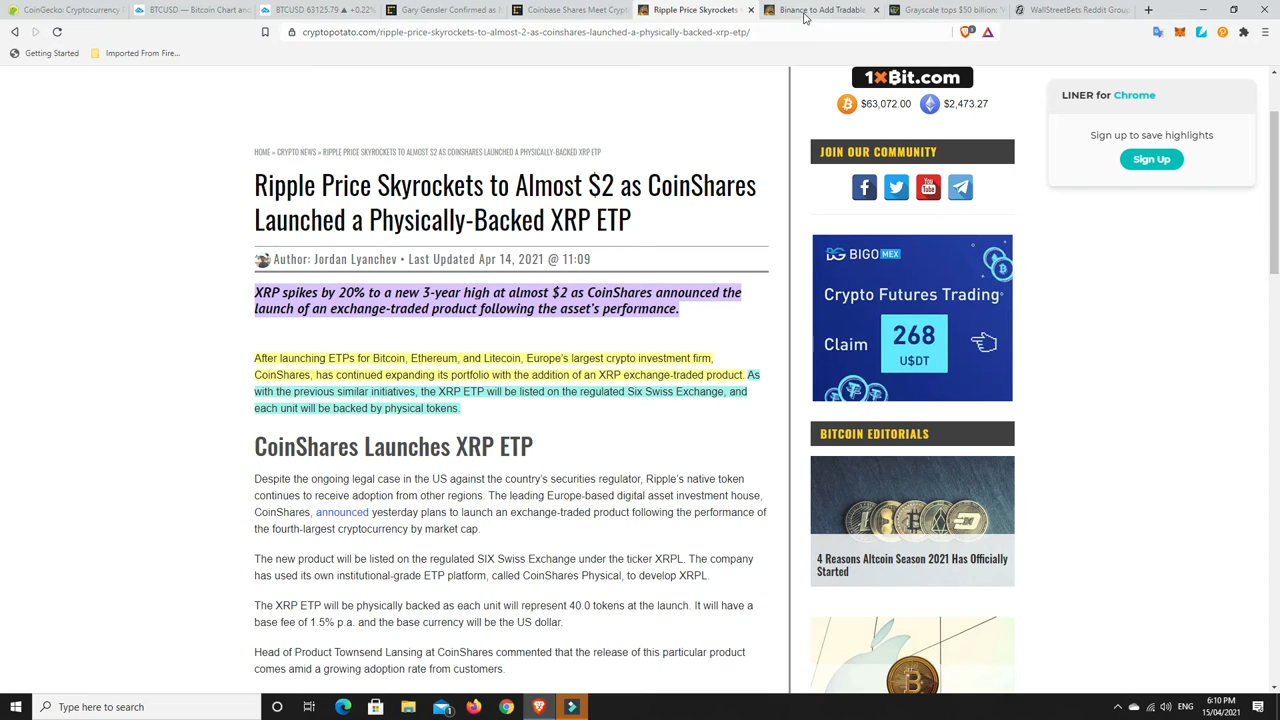 CoinGecko: Cryptocurrency
BTCUSD — Bitcoin Chart and
BTCUSD 63125.79 ▲ +0.22%
Gary Gensler Confirmed as
Coinbase Shares Meet Crypt
Ripple Price Skyrockets
Binance to Add Tradable
Grayscale tops $50 billion:
WallStreetBets Reddit Group
cryptopotato.com/ripple-price-skyrockets-to-almost-2-as-coinshares-launched-a-physically-backed-xrp-etp/
Getting Started
Imported From Fire...
1xBit.com
$63,072.00
$2,473.27
LINER for Chrome
Sign up to save highlights
Sign Up
HOME » CRYPTO NEWS » RIPPLE PRICE SKYROCKETS TO ALMOST $2 AS COINSHARES LAUNCHED A PHYSICALLY-BACKED XRP ETP
Ripple Price Skyrockets to Almost $2 as CoinShares
Launched a Physically-Backed XRP ETP
Author: Jordan Lyanchev • Last Updated Apr 14, 2021 @ 11:09
XRP spikes by 20% to a new 3-year high at almost $2 as CoinShares announced the
launch of an exchange-traded product following the asset's performance.
After launching ETPs for Bitcoin, Ethereum, and Litecoin, Europe's largest crypto investment firm,
CoinShares, has continued expanding its portfolio with the addition of an XRP exchange-traded product. As
with the previous similar initiatives, the XRP ETP will be listed on the regulated Six Swiss Exchange, and
each unit will be backed by physical tokens.
CoinShares Launches XRP ETP
Despite the ongoing legal case in the US against the country's securities regulator, Ripple's native token
continues to receive adoption from other regions. The leading Europe-based digital asset investment house,
CoinShares, announced yesterday plans to launch an exchange-traded product following the performance of
the fourth-largest cryptocurrency by market cap.
The new product will be listed on the regulated SIX Swiss Exchange under the ticker XRPL. The company
has used its own institutional-grade ETP platform, called CoinShares Physical, to develop XRPL.
The XRP ETP will be physically backed as each unit will represent 40.0 tokens at the launch. It will have a
base fee of 1.5% p.a. and the base currency will be the US dollar.
Head of Product Townsend Lansing at CoinShares commented that the release of this particular product
comes amid a growing adoption rate from customers.
JOIN OUR COMMUNITY
You
Tube
BIGO MEX
Crypto Futures Trading
Claim
268
U$DT
BITCOIN EDITORIALS
4 Reasons Altcoin Season 2021 Has Officially
Started
Type here to search
ENG
6:10 PM
15/04/2021